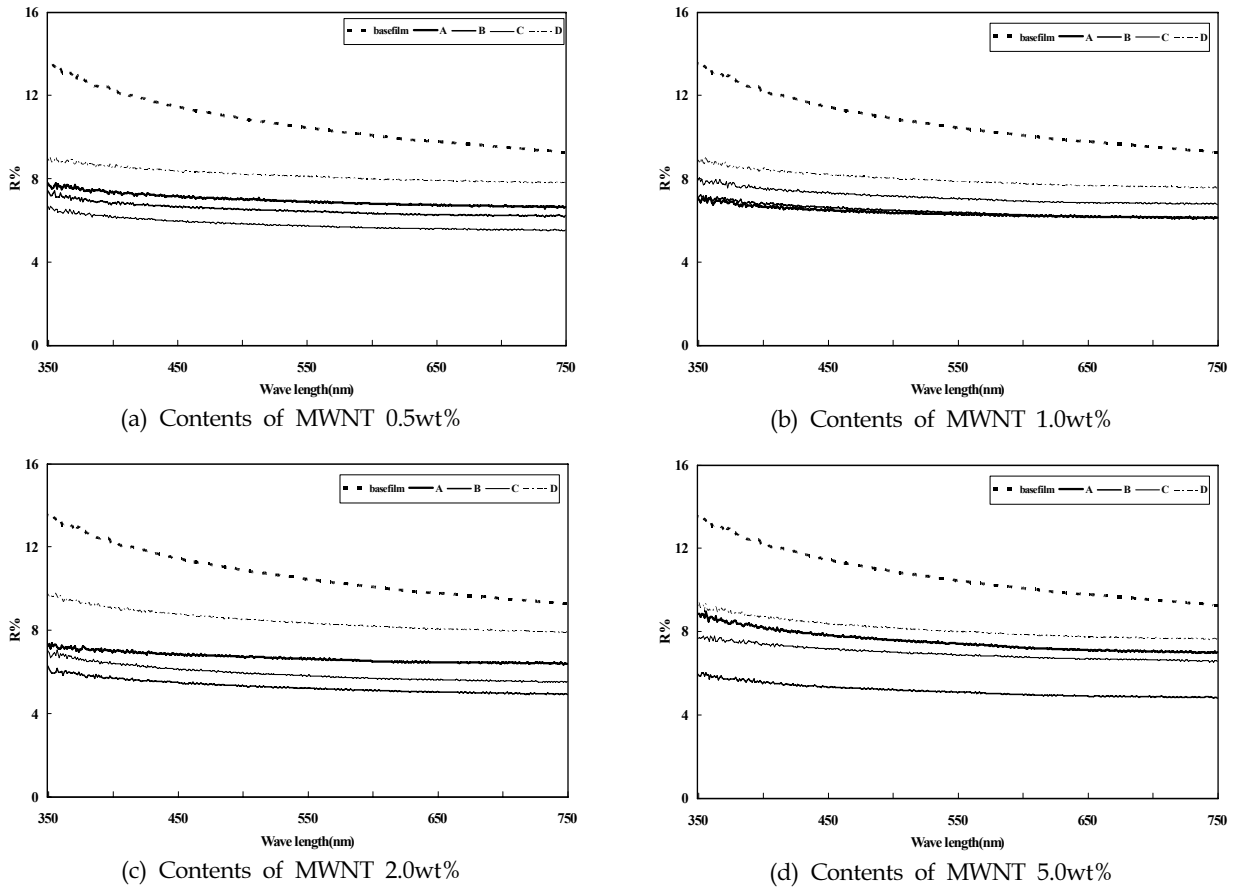 16
basefilm A B C D
12
R%
8
4
0
350 450 550 650 750
Wave length(nm)
(a) Contents of MWNT 0.5wt%
16
basefilm A B C D
12
R%
8
4
0
350 450 550 650 750
Wave length(nm)
(b) Contents of MWNT 1.0wt%
16
basefilm A B C D
12
R%
8
4
0
350 450 550 650 750
Wave length(nm)
(c) Contents of MWNT 2.0wt%
16
basefilm A B C D
12
R%
8
4
0
350 450 550 650 750
Wave length(nm)
(d) Contents of MWNT 5.0wt%